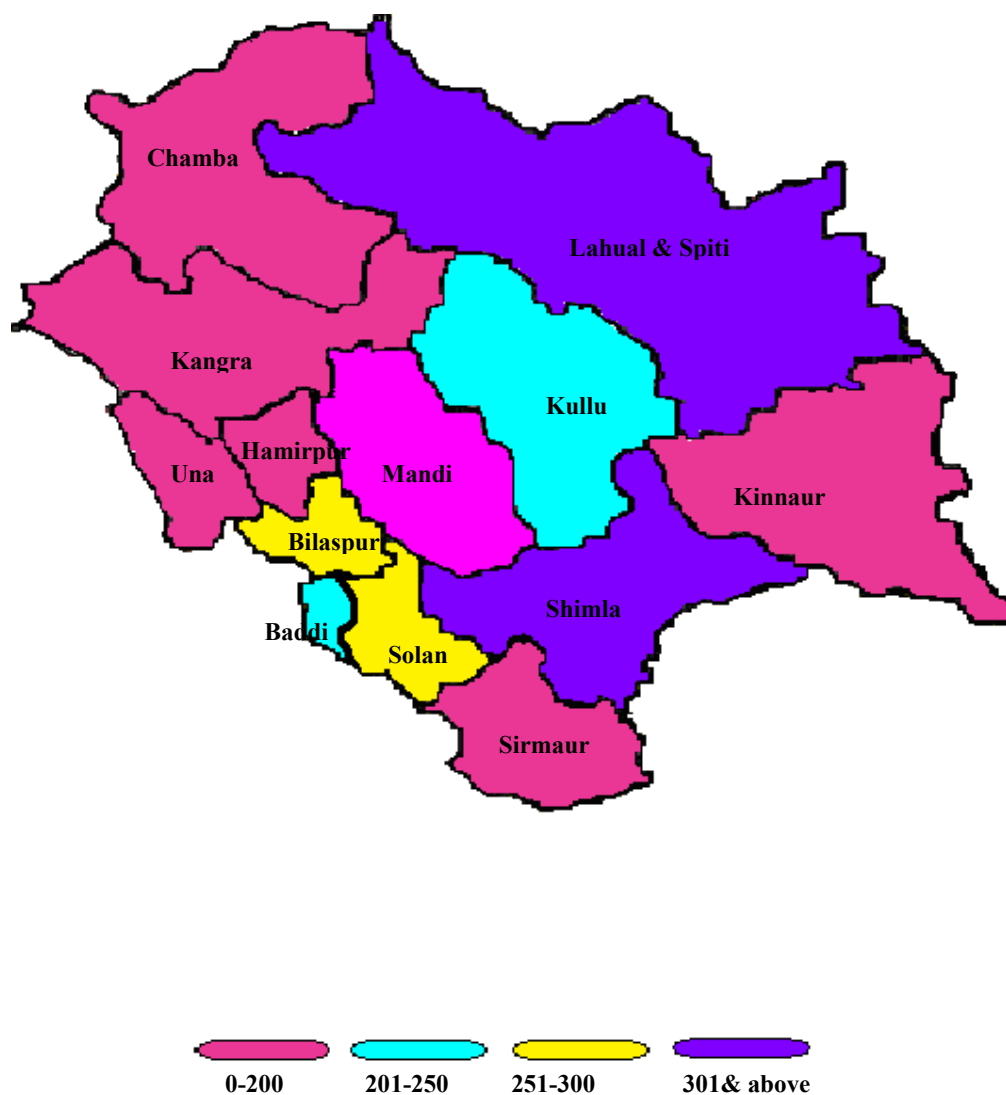 Chamba
Lahual & Spiti
Kangra
Kullu
Hamirpur
Una
Mandi
Kinnaur
Bilaspur
Shimla
Baddi
Solan
Sirmaur
0-200
201-250
251-300
301& above